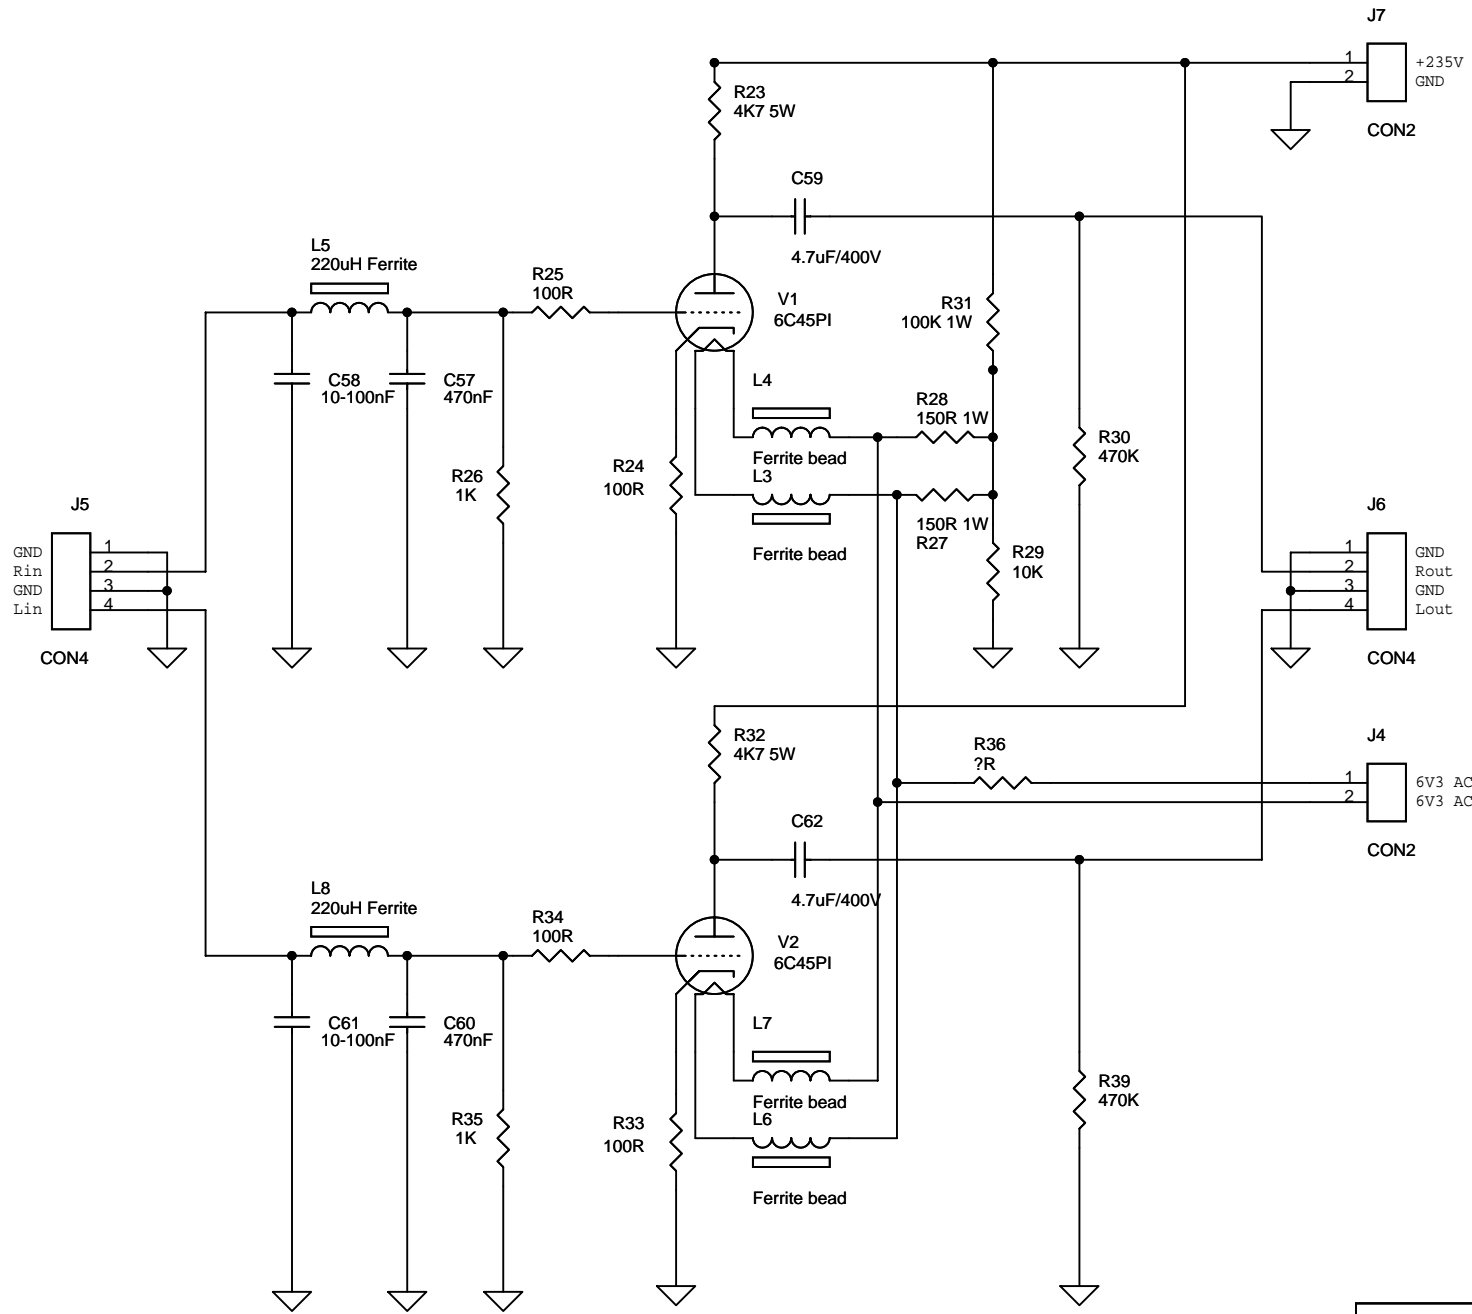 J7
1 +235V
2 GND
CON2
R23
4K7 5W
C59
4.7uF/400V
L5
220uH Ferrite
R25
100R
V1
6C45PI
R31
100K 1W
C58
10-100nF
C57
470nF
L4
Ferrite bead
R28
150R 1W
R30
470K
R26
1K
R24
100R
L3
Ferrite bead
150R 1W
R27
R29
10K
J5
GND 1
Rin 2
GND 3
Lin 4
CON4
J6
1 GND
2 Rout
3 GND
4 Lout
CON4
R32
4K7 5W
R36
?R
J4
1 6V3 AC
2 6V3 AC
CON2
C62
4.7uF/400V
L8
220uH Ferrite
R34
100R
V2
6C45PI
C61
10-100nF
C60
470nF
L7
Ferrite bead
R35
1K
R33
100R
L6
Ferrite bead
R39
470K